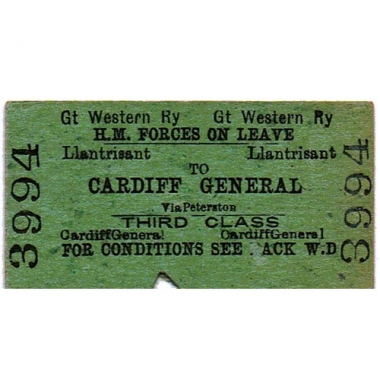 Gt Western Ry Gt Western Ry
H.M. FORCES ON LEAVE
Llantrisant Llantrisant
TO
CARDIFF GENERAL
Via Peterston
THIRD CLASS
Cardiff General Cardiff General
FOR CONDITIONS SEE ACK W.D
3994
3994